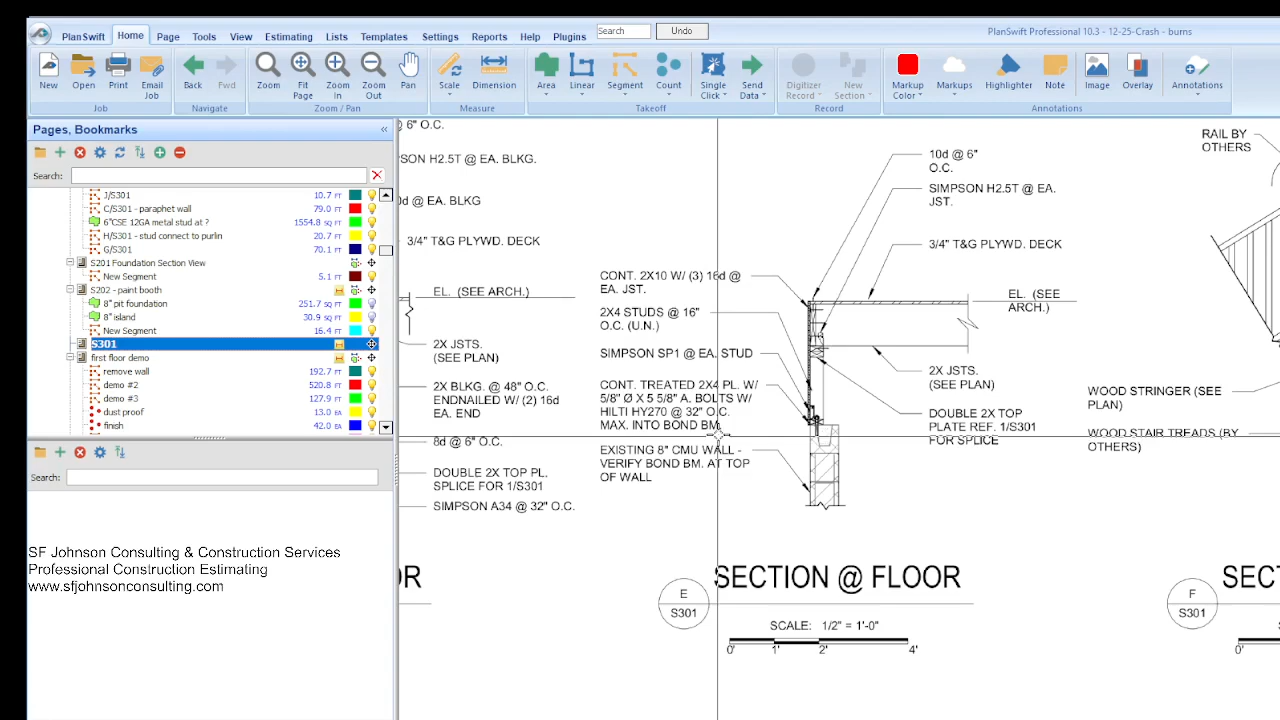 PlanSwift Professional 10.3 - 12-25-Crash - burns
PlanSwift Home Page Tools View Estimating Lists Templates Settings Reports Help Plugins Search Undo
New Open Print Email Job
Job
Back Fwd
Navigate
Zoom Fit Page Zoom In Zoom Out Pan
Zoom / Pan
Scale Dimension
Measure
Area Linear Segment Count Single Click Send Data
Takeoff
Digitizer Record New Section
Record
Markup Color Markups Highlighter Note Image Overlay Annotations
Annotations
Pages, Bookmarks
Search:
J/S301 10.7 FT
C/S301 - paraphet wall 79.0 FT
6"CSE 12GA metal stud at ? 1554.8 SQ FT
H/S301 - stud connect to purlin 20.7 FT
G/S301 70.1 FT
S201 Foundation Section View
New Segment 5.1 FT
S202 - paint booth
8" pit foundation 251.7 SQ FT
8" island 30.9 SQ FT
New Segment 16.4 FT
S301
first floor demo
remove wall 192.7 FT
demo #2 520.8 FT
demo #3 127.9 FT
dust proof 13.0 EA
finish 42.0 EA
Search:
SF Johnson Consulting & Construction Services
Professional Construction Estimating
www.sfjohnsonconsulting.com
@ 6" O.C.
SON H2.5T @ EA. BLKG.
0d @ EA. BLKG
3/4" T&G PLYWD. DECK
EL. (SEE ARCH.)
2X JSTS.
(SEE PLAN)
2X BLKG. @ 48" O.C.
ENDNAILED W/ (2) 16d
EA. END
8d @ 6" O.C.
DOUBLE 2X TOP PL.
SPLICE FOR 1/S301
SIMPSON A34 @ 32" O.C.
OR
CONT. 2X10 W/ (3) 16d @
EA. JST.
2X4 STUDS @ 16"
O.C. (U.N.)
SIMPSON SP1 @ EA. STUD
CONT. TREATED 2X4 PL. W/
5/8" Ø X 5 5/8" A. BOLTS W/
HILTI HY270 @ 32" O.C.
MAX. INTO BOND BM.
EXISTING 8" CMU WALL -
VERIFY BOND BM. AT TOP
OF WALL
10d @ 6"
O.C.
SIMPSON H2.5T @ EA.
JST.
3/4" T&G PLYWD. DECK
EL. (SEE
ARCH.)
2X JSTS.
(SEE PLAN)
DOUBLE 2X TOP
PLATE REF. 1/S301
FOR SPLICE
E
S301
SECTION @ FLOOR
SCALE: 1/2" = 1'-0"
0' 1' 2' 4'
RAIL BY
OTHERS
WOOD STRINGER (SEE
PLAN)
WOOD STAIR TREADS (BY
OTHERS)
F
S301
SECT
S
0'